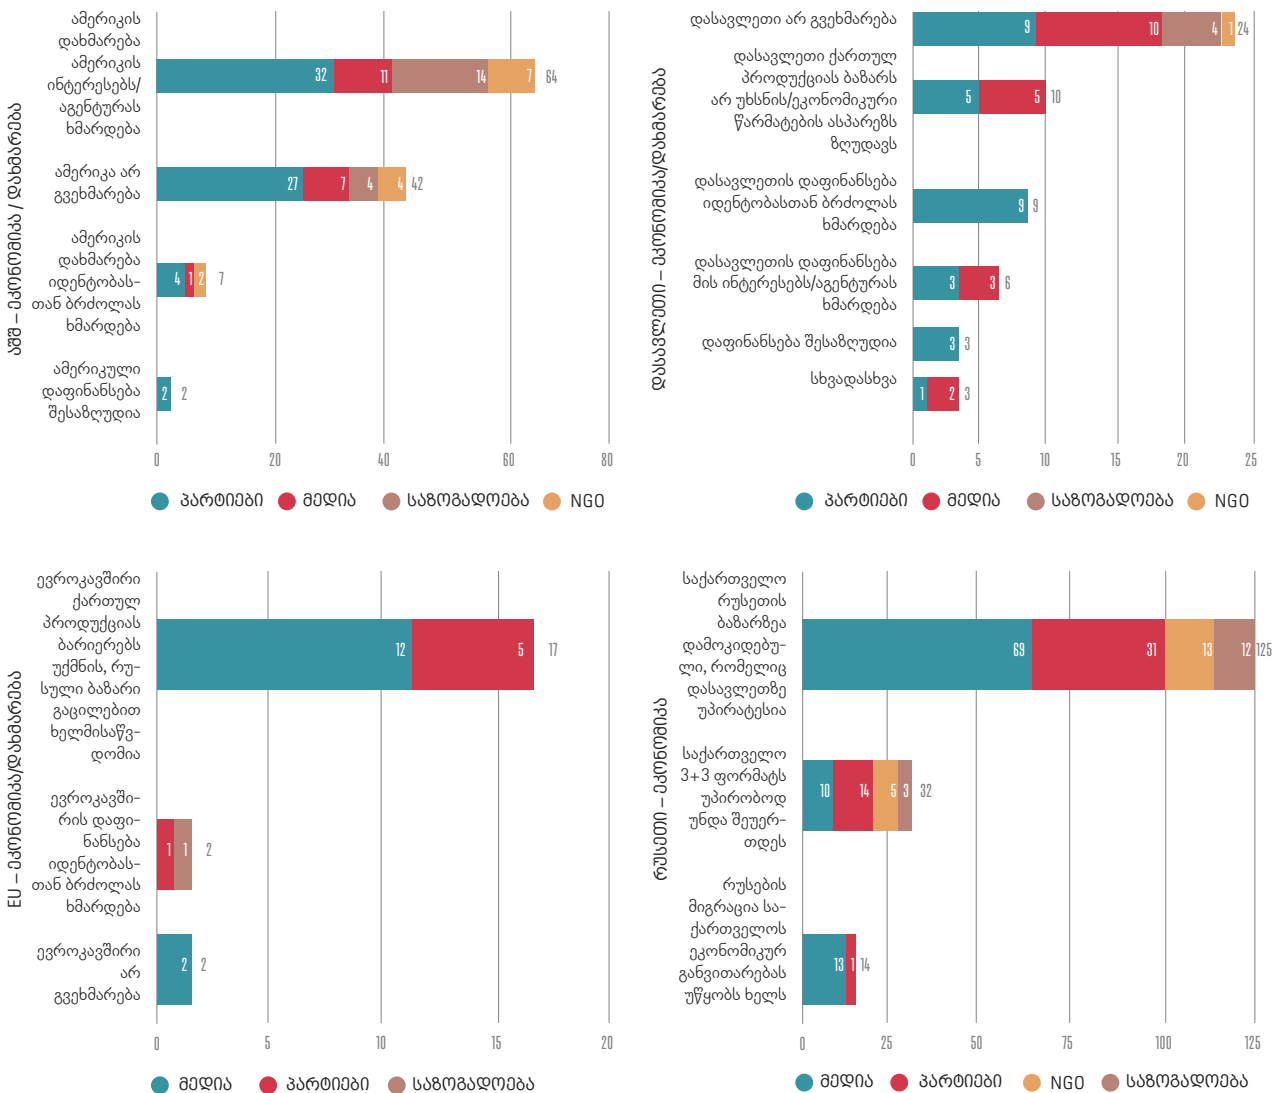 აშშ – ეკონომიკა / დახმარება
ამერიკის
დახმარება
ამერიკის
ინტერესებს/
აგენტურას
ხმარდება
32 11 14 7 64
ამერიკა არ
გვეხმარება
27 7 4 4 42
ამერიკის
დახმარება
იდენტობას–
თან ბრძოლას
ხმარდება
4 1 2 7
ამერიკული
დაფინანსება
შესაზღუდია
2 2
0 20 40 60 80
პარტიები მედია საზოგადოება NGO
დასავლეთი – ეკონომიკა/დახმარება
დასავლეთი არ გვეხმარება
9 10 4 1 24
დასავლეთი ქართულ
პროდუქციას ბაზარს
არ უხსნის/ეკონომიკური
წარმატების ასპარეზს
ზღუდავს
5 5 10
დასავლეთის დაფინანსება
იდენტობასთან ბრძოლას
ხმარდება
9 9
დასავლეთის დაფინანსება
მის ინტერესებს/აგენტურას
ხმარდება
3 3 6
დაფინანსება შესაზღუდია
3 3
სხვადასხვა
1 2 3
0 5 10 15 20 25
პარტიები მედია საზოგადოება NGO
EU – ეკონომიკა/დახმარება
ევროკავშირი
ქართულ
პროდუქციას
ბარიერებს
უქმნის, რუ–
სული ბაზარი
გაცილებით
ხელმისაწვ–
დომია
12 5 17
ევროკავში–
რის დაფი–
ნანსება
იდენტობას–
თან ბრძოლას
ხმარდება
1 1 2
ევროკავშირი
არ
გვეხმარება
2 2
0 5 10 15 20
მედია პარტიები საზოგადოება
რუსეთი – ეკონომიკა
საქართველო
რუსეთის
ბაზარზეა
დამოკიდებუ–
ლი, რომელიც
დასავლეთზე
უპირატესია
69 31 13 12 125
საქართველო
3+3 ფორმატს
უპირობოდ
უნდა შეუერ–
თდეს
10 14 5 3 32
რუსების
მიგრაცია სა–
ქართველოს
ეკონომიკურ
განვითარებას
უწყობს ხელს
13 1 14
0 25 50 75 100 125
მედია პარტიები NGO საზოგადოება